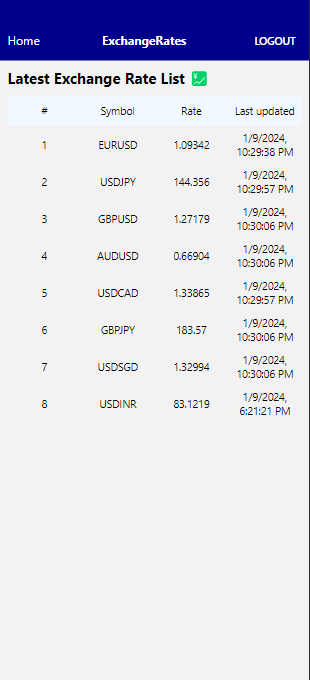 Home ExchangeRates LOGOUT
Latest Exchange Rate List
# Symbol Rate Last updated
1 EURUSD 1.09342 1/9/2024,
10:29:38 PM
2 USDJPY 144.356 1/9/2024,
10:29:57 PM
3 GBPUSD 1.27179 1/9/2024,
10:30:06 PM
4 AUDUSD 0.66904 1/9/2024,
10:30:06 PM
5 USDCAD 1.33865 1/9/2024,
10:29:57 PM
6 GBPJPY 183.57 1/9/2024,
10:30:06 PM
7 USDSGD 1.32994 1/9/2024,
10:30:06 PM
8 USDINR 83.1219 1/9/2024,
6:21:21 PM